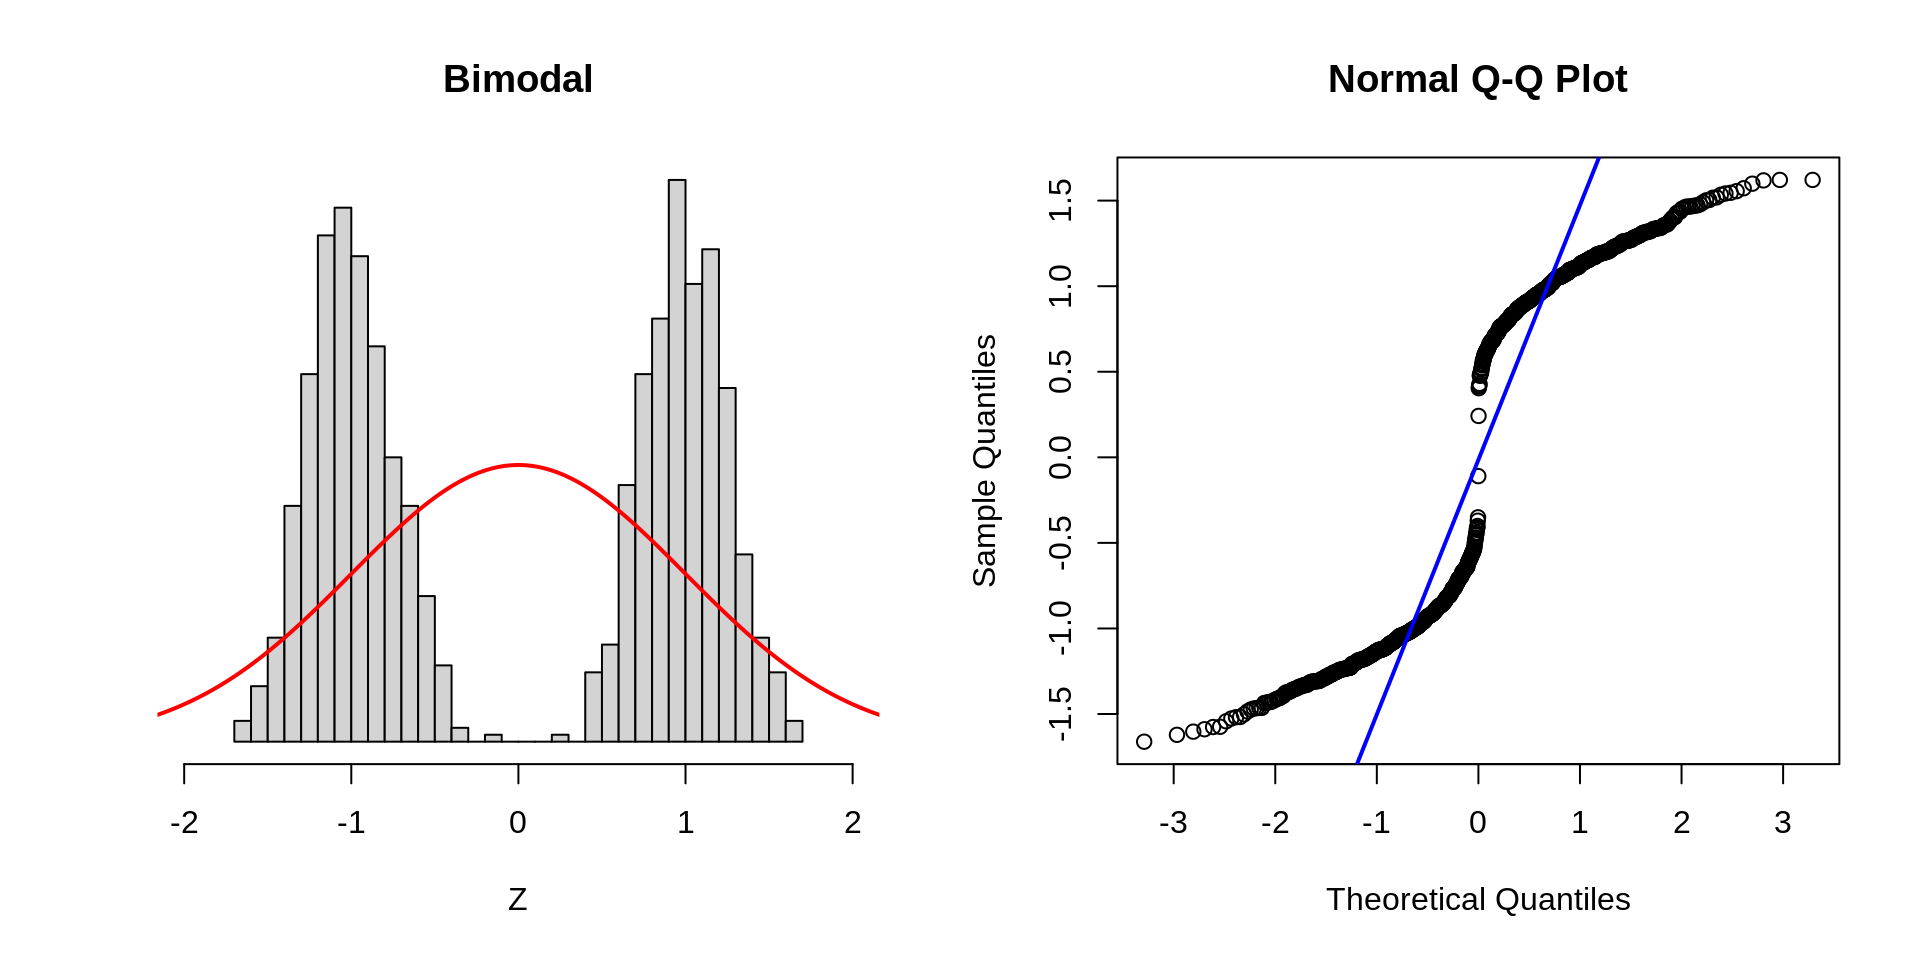 Bimodal
-2 -1 0 1 2
Z
Normal Q-Q Plot
Sample Quantiles
-1.5 -1.0 -0.5 0.0 0.5 1.0 1.5
-3 -2 -1 0 1 2 3
Theoretical Quantiles